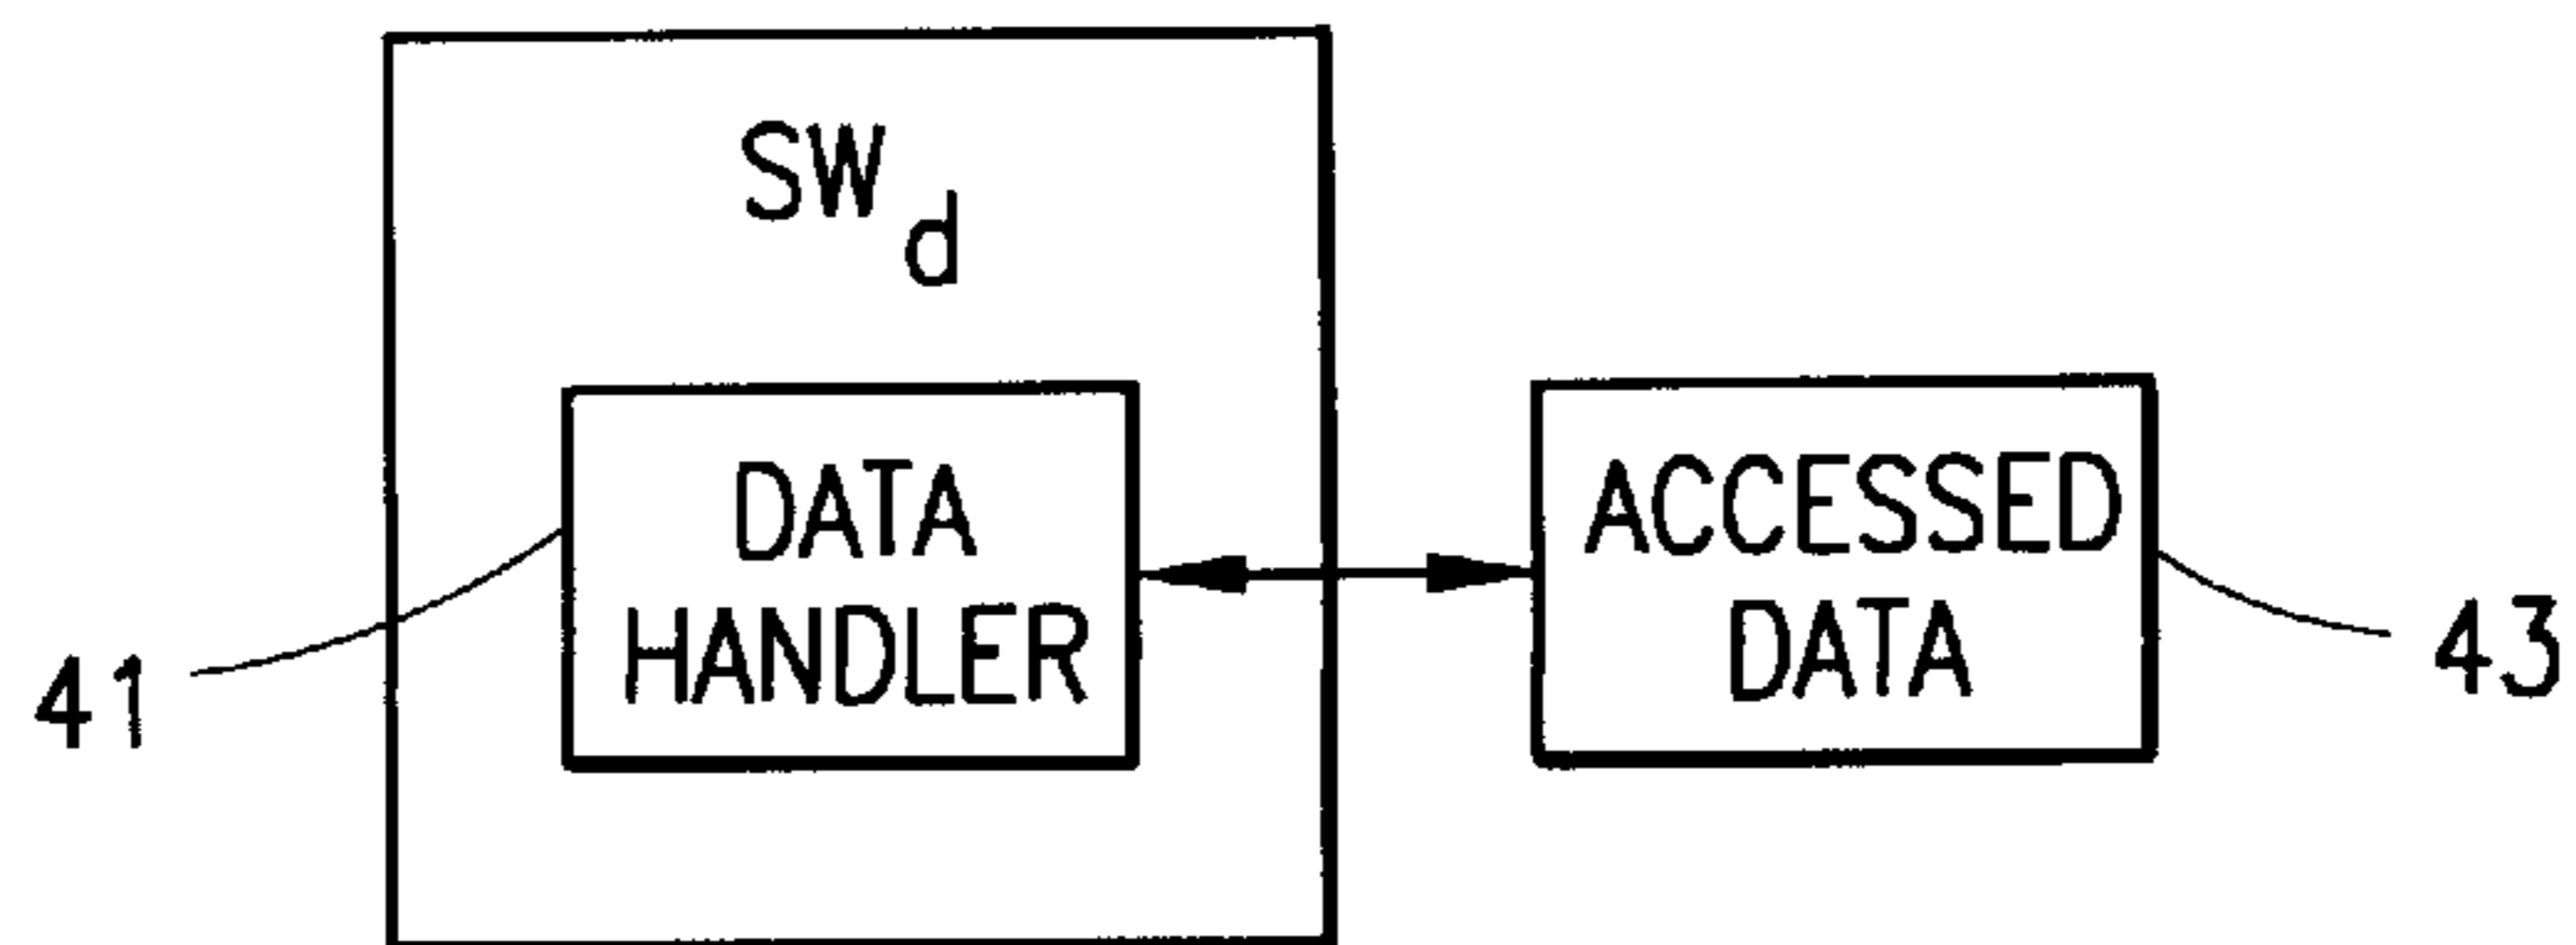 SWd
DATA
HANDLER
ACCESSED
DATA
41
43